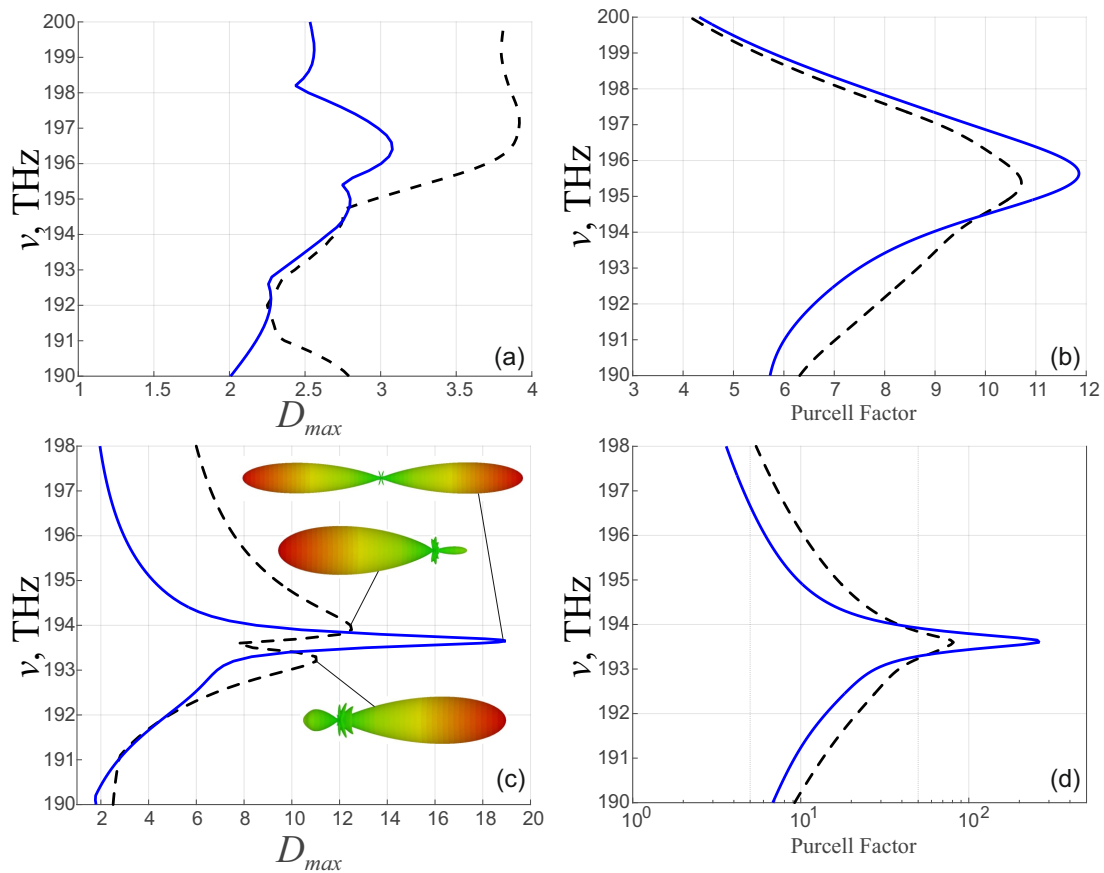 200
199
198
197
196
195
194
193
192
191
190
ν, THz
(a)
1 1.5 2 2.5 3 3.5 4
D_max
200
199
198
197
196
195
194
193
192
191
190
ν, THz
(b)
3 4 5 6 7 8 9 10 11 12
Purcell Factor
198
197
196
195
194
193
192
191
190
ν, THz
(c)
2 4 6 8 10 12 14 16 18 20
D_max
198
197
196
195
194
193
192
191
190
ν, THz
(d)
10^0 10^1 10^2
Purcell Factor